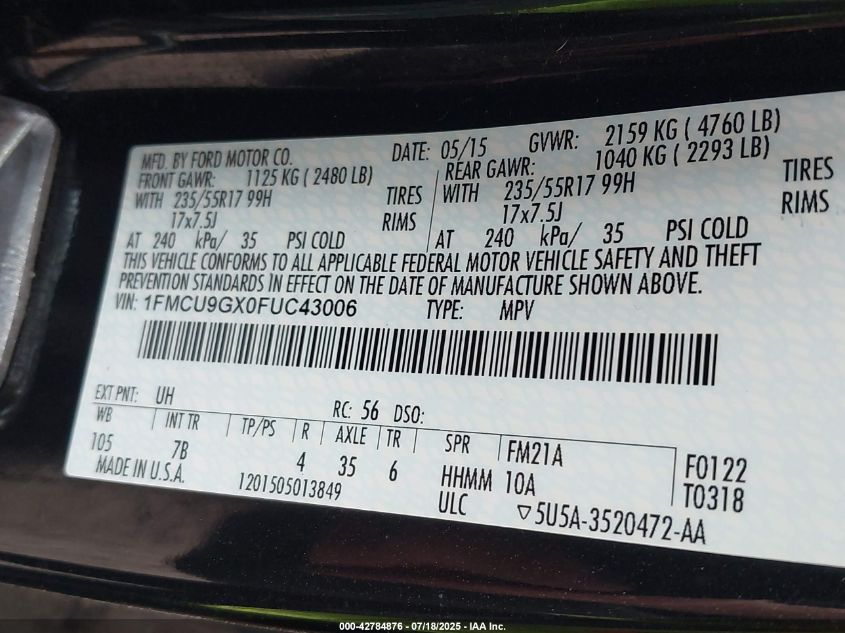 MFD. BY FORD MOTOR CO. DATE: 05/15 GVWR: 2159 KG ( 4760 LB)
FRONT GAWR: 1125 KG ( 2480 LB) REAR GAWR: 1040 KG ( 2293 LB)
WITH 235/55R17 99H TIRES WITH 235/55R17 99H TIRES
17x7.5J RIMS 17x7.5J RIMS
AT 240 kPa/ 35 PSI COLD AT 240 kPa/ 35 PSI COLD
THIS VEHICLE CONFORMS TO ALL APPLICABLE FEDERAL MOTOR VEHICLE SAFETY AND THEFT
PREVENTION STANDARDS IN EFFECT ON THE DATE OF MANUFACTURE SHOWN ABOVE.
VIN: 1FMCU9GX0FUC43006 TYPE: MPV
EXT PNT: UH RC: 56 DSO:
WB INT TR TP/PS R AXLE TR SPR FM21A F0122
105 7B 4 35 6 HHMM 10A T0318
MADE IN U.S.A. 1201505013849 ULC ▽5U5A-3520472-AA
000-42784876 - 07/18/2025 - IAA Inc.